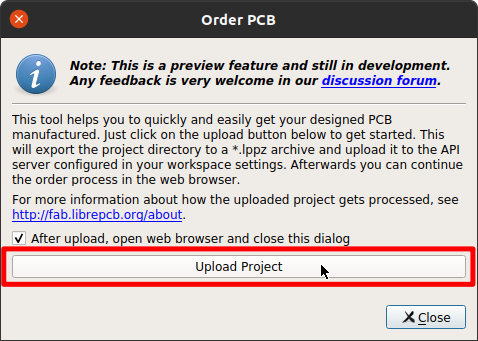 Order PCB
Note: This is a preview feature and still in development.
Any feedback is very welcome in our discussion forum.
This tool helps you to quickly and easily get your designed PCB
manufactured. Just click on the upload button below to get started. This
will export the project directory to a *.lppz archive and upload it to the API
server configured in your workspace settings. Afterwards you can continue
the order process in the web browser.
For more information about how the uploaded project gets processed, see
http://fab.librepcb.org/about.
After upload, open web browser and close this dialog
Upload Project
Close